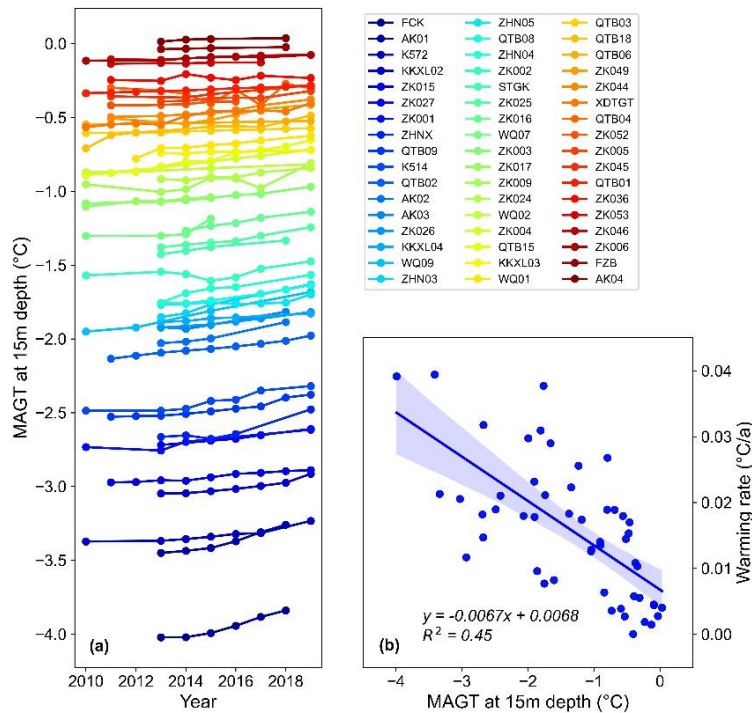 0.0
−0.5
−1.0
−1.5
−2.0
−2.5
−3.0
−3.5
−4.0
MAGT at 15m depth (°C)
(a)
2010 2012 2014 2016 2018
Year
FCK ZHN05 QTB03
AK01 QTB08 QTB18
K572 ZHN04 QTB06
KKXL02 ZK002 ZK049
ZK015 STGK ZK044
ZK027 ZK025 XDTGT
ZK001 ZK016 QTB04
ZHNX WQ07 ZK052
QTB09 ZK003 ZK005
K514 ZK017 ZK045
QTB02 ZK009 QTB01
AK02 ZK024 ZK036
AK03 WQ02 ZK053
ZK026 ZK004 ZK046
KKXL04 QTB15 ZK006
WQ09 KKXL03 FZB
ZHN03 WQ01 AK04
0.04
0.03
0.02
0.01
0.00
Warming rate (°C/a)
y = -0.0067x + 0.0068
R² = 0.45
(b)
−4 −3 −2 −1 0
MAGT at 15m depth (°C)